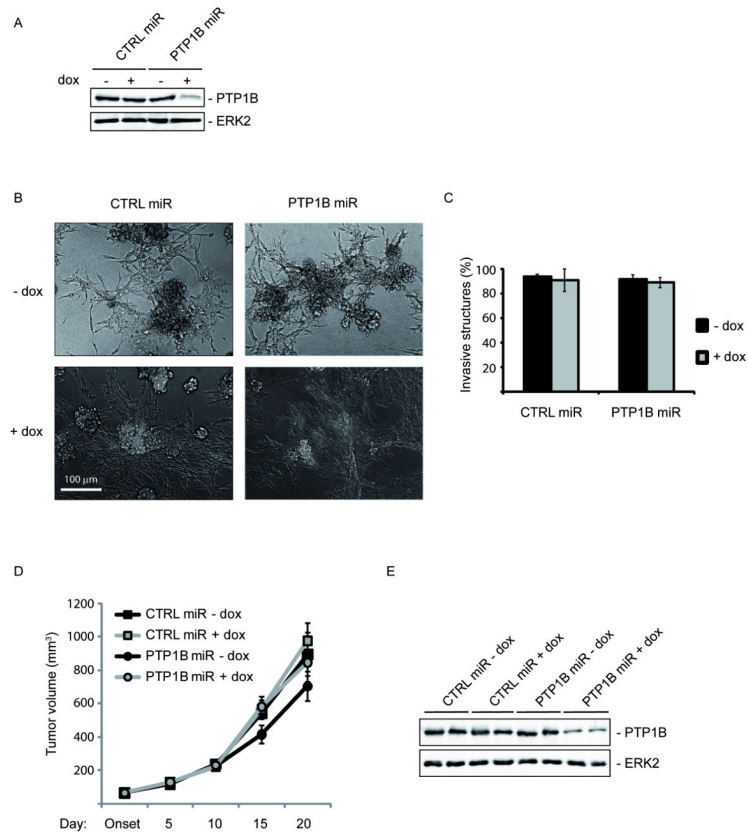 A
CTRL miR
PTP1B miR
dox - + - +
- PTP1B
- ERK2
B
CTRL miR PTP1B miR
- dox
+ dox
100 µm
C
Invasive structures (%)
100
80
60
40
20
CTRL miR PTP1B miR
- dox
+ dox
D
Tumor volume (mm³)
1200
1000
800
600
400
200
CTRL miR - dox
CTRL miR + dox
PTP1B miR - dox
PTP1B miR + dox
Day: Onset 5 10 15 20
E
CTRL miR - dox
CTRL miR + dox
PTP1B miR - dox
PTP1B miR + dox
- PTP1B
- ERK2